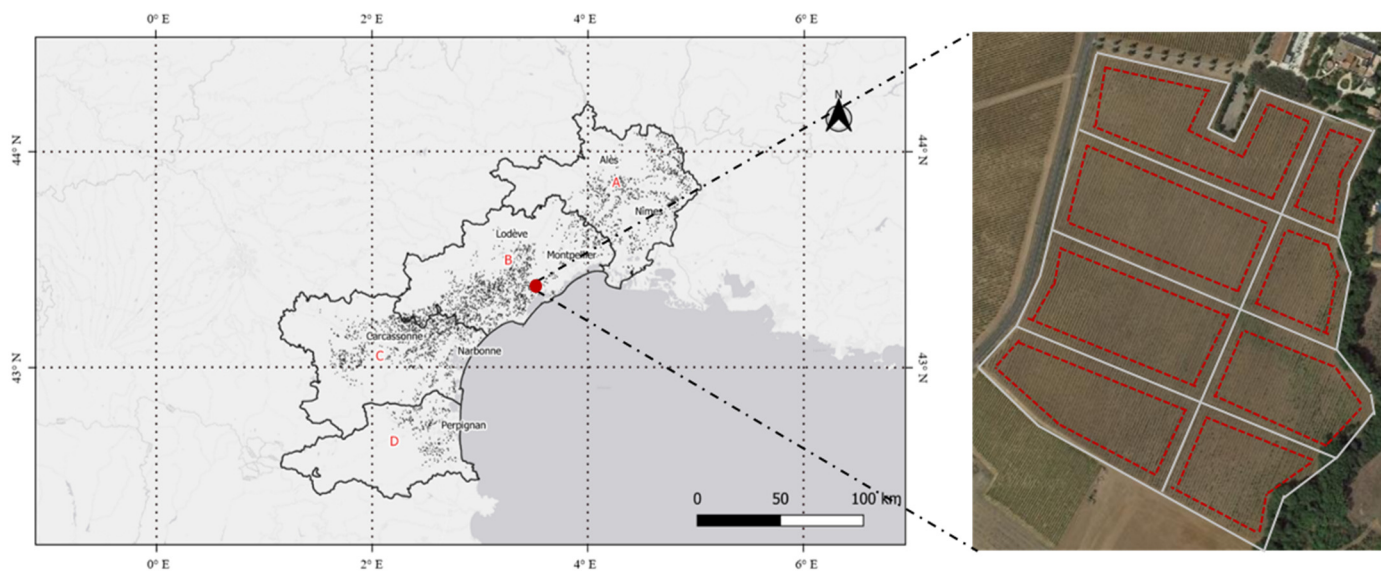 0° E 2° E 4° E 6° E
N
44° N 44° N
Alès
A
Nîmes
Lodève
Montpellier
B
Carcassonne
Narbonne
C
43° N 43° N
Perpignan
D
0 50 100 km
0° E 2° E 4° E 6° E